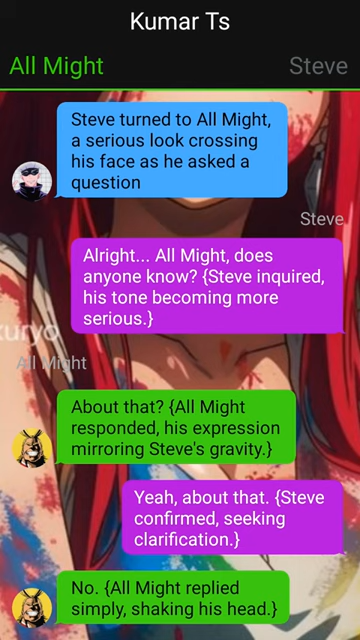 Kumar Ts
All Might
Steve
Steve turned to All Might,
a serious look crossing
his face as he asked a
question
Steve
Alright... All Might, does
anyone know? {Steve inquired,
his tone becoming more
serious.}
kuryo
All Might
About that? {All Might
responded, his expression
mirroring Steve's gravity.}
Yeah, about that. {Steve
confirmed, seeking
clarification.}
No. {All Might replied
simply, shaking his head.}